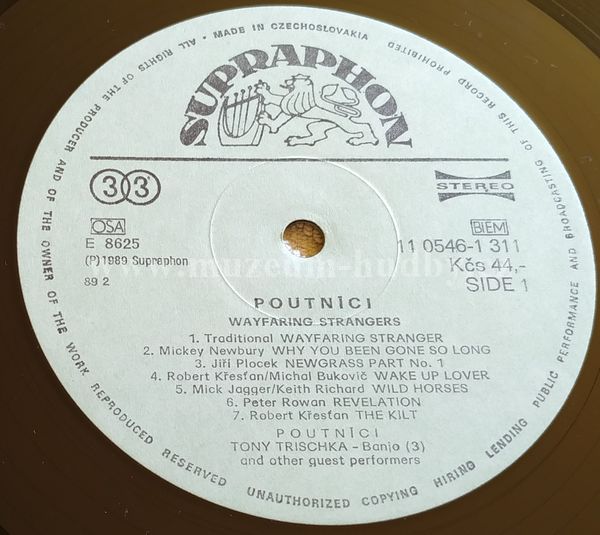 ALL RIGHTS OF THE PRODUCER AND OF THE OWNER OF THE WORK REPRODUCED RESERVED
UNAUTHORIZED COPYING HIRING LENDING PUBLIC PERFORMANCE AND BROADCASTING OF THIS RECORD PROHIBITED
• MADE IN CZECHOSLOVAKIA
SUPRAPHON
33 STEREO
OSA BIEM
E 8625 11 0546-1 311
(P) 1989 Supraphon Kčs 44,-
89 2 SIDE 1
www.muzeum-hudby
POUTNÍCI
WAYFARING STRANGERS
1. Traditional WAYFARING STRANGER
2. Mickey Newbury WHY YOU BEEN GONE SO LONG
3. Jiří Plocek NEWGRASS PART No. 1
4. Robert Křesťan/Michal Bukovič WAKE UP LOVER
5. Mick Jagger/Keith Richard WILD HORSES
6. Peter Rowan REVELATION
7. Robert Křesťan THE KILT
POUTNÍCI
TONY TRISCHKA - Banjo (3)
and other guest performers